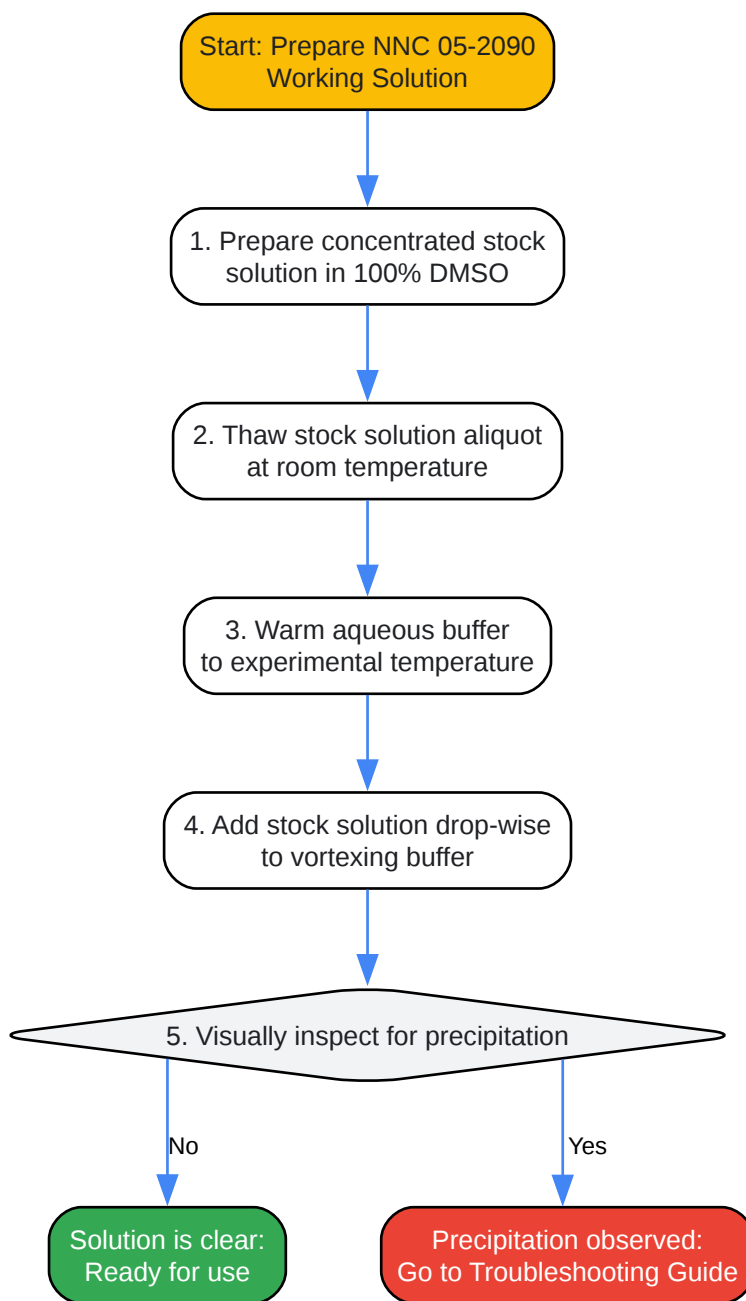 Start: Prepare NNC 05-2090
Working Solution
1. Prepare concentrated stock
solution in 100% DMSO
2. Thaw stock solution aliquot
at room temperature
3. Warm aqueous buffer
to experimental temperature
4. Add stock solution drop-wise
to vortexing buffer
5. Visually inspect for precipitation
No
Yes
Solution is clear:
Ready for use
Precipitation observed:
Go to Troubleshooting Guide